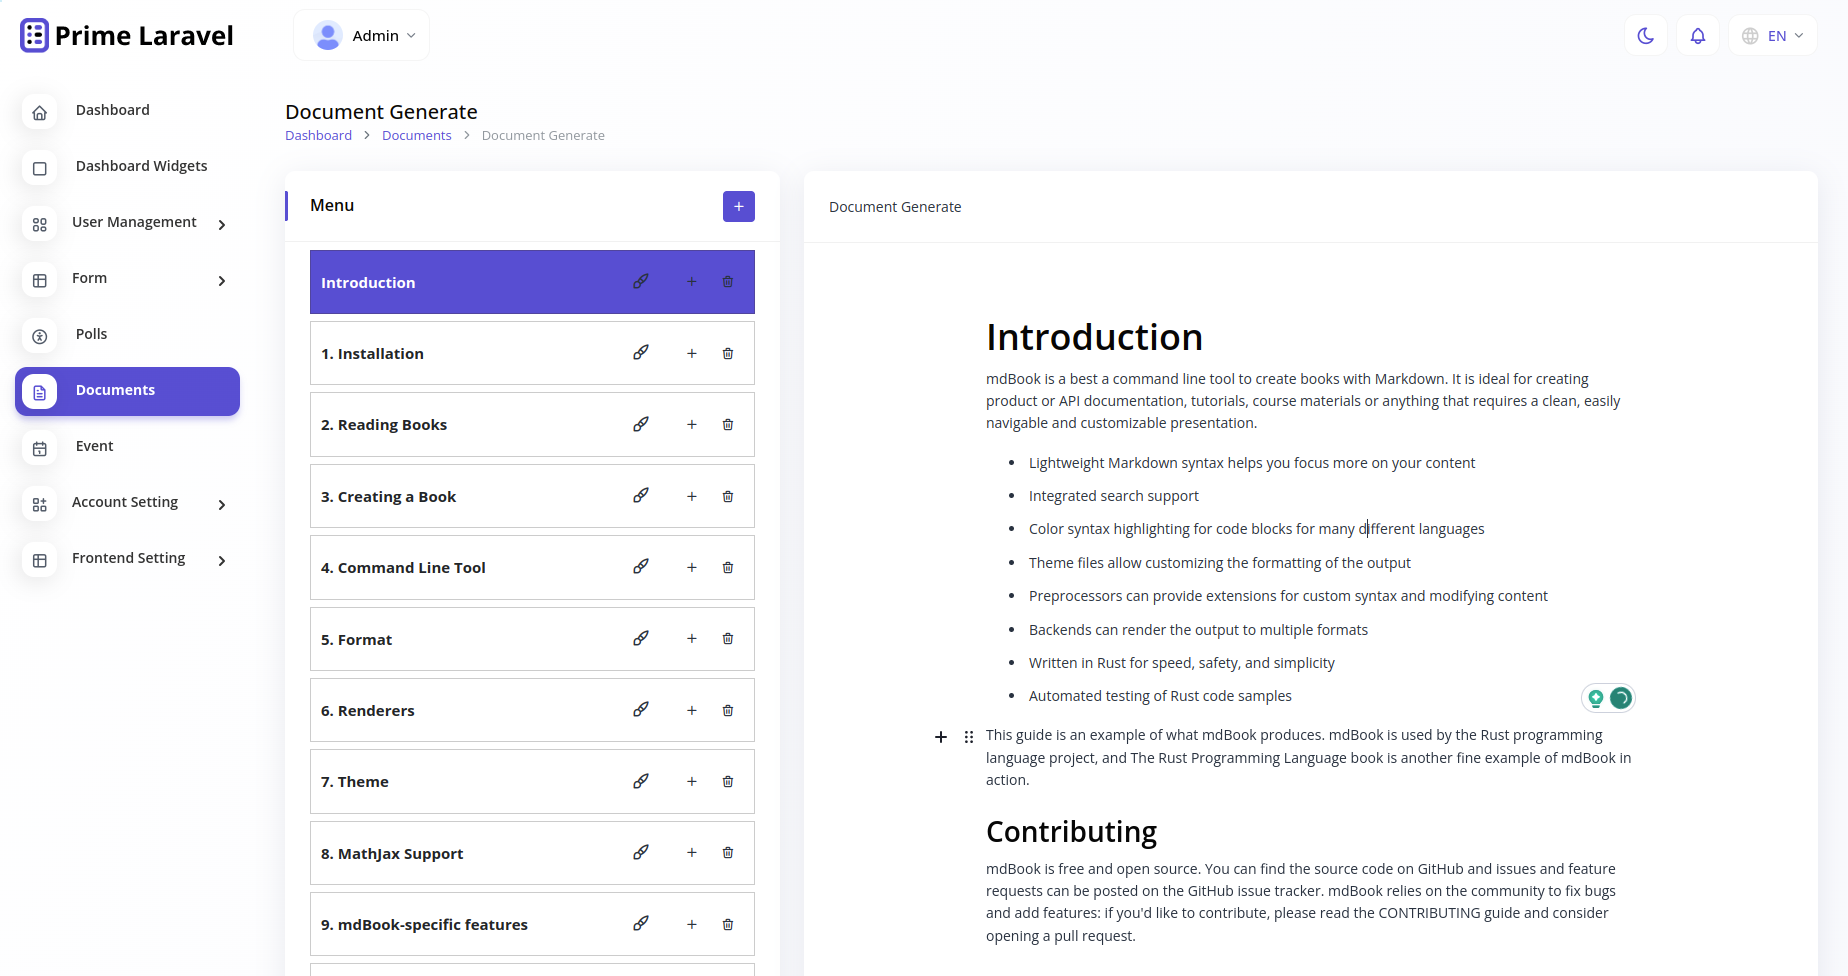 Prime Laravel
Admin
EN
Dashboard
Dashboard Widgets
User Management
Form
Polls
Documents
Event
Account Setting
Frontend Setting
Document Generate
Dashboard > Documents > Document Generate
Menu
Introduction
1. Installation
2. Reading Books
3. Creating a Book
4. Command Line Tool
5. Format
6. Renderers
7. Theme
8. MathJax Support
9. mdBook-specific features
Document Generate
Introduction
mdBook is a best a command line tool to create books with Markdown. It is ideal for creating
product or API documentation, tutorials, course materials or anything that requires a clean, easily
navigable and customizable presentation.
• Lightweight Markdown syntax helps you focus more on your content
• Integrated search support
• Color syntax highlighting for code blocks for many different languages
• Theme files allow customizing the formatting of the output
• Preprocessors can provide extensions for custom syntax and modifying content
• Backends can render the output to multiple formats
• Written in Rust for speed, safety, and simplicity
• Automated testing of Rust code samples
This guide is an example of what mdBook produces. mdBook is used by the Rust programming
language project, and The Rust Programming Language book is another fine example of mdBook in
action.
Contributing
mdBook is free and open source. You can find the source code on GitHub and issues and feature
requests can be posted on the GitHub issue tracker. mdBook relies on the community to fix bugs
and add features: if you'd like to contribute, please read the CONTRIBUTING guide and consider
opening a pull request.